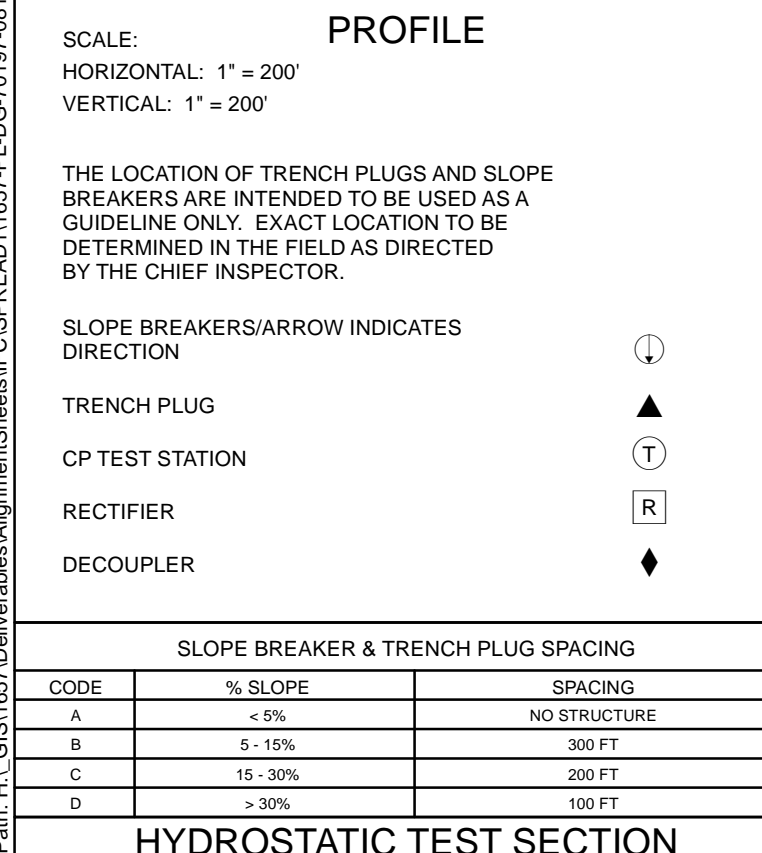 PROFILE
SCALE:
HORIZONTAL: 1" = 200'
VERTICAL: 1" = 200'
THE LOCATION OF TRENCH PLUGS AND SLOPE
BREAKERS ARE INTENDED TO BE USED AS A
GUIDELINE ONLY. EXACT LOCATION TO BE
DETERMINED IN THE FIELD AS DIRECTED
BY THE CHIEF INSPECTOR.
SLOPE BREAKERS/ARROW INDICATES
DIRECTION
TRENCH PLUG
CP TEST STATION T
RECTIFIER R
DECOUPLER
SLOPE BREAKER & TRENCH PLUG SPACING
CODE % SLOPE SPACING
A < 5% NO STRUCTURE
B 5 - 15% 300 FT
C 15 - 30% 200 FT
D > 30% 100 FT
HYDROSTATIC TEST SECTION